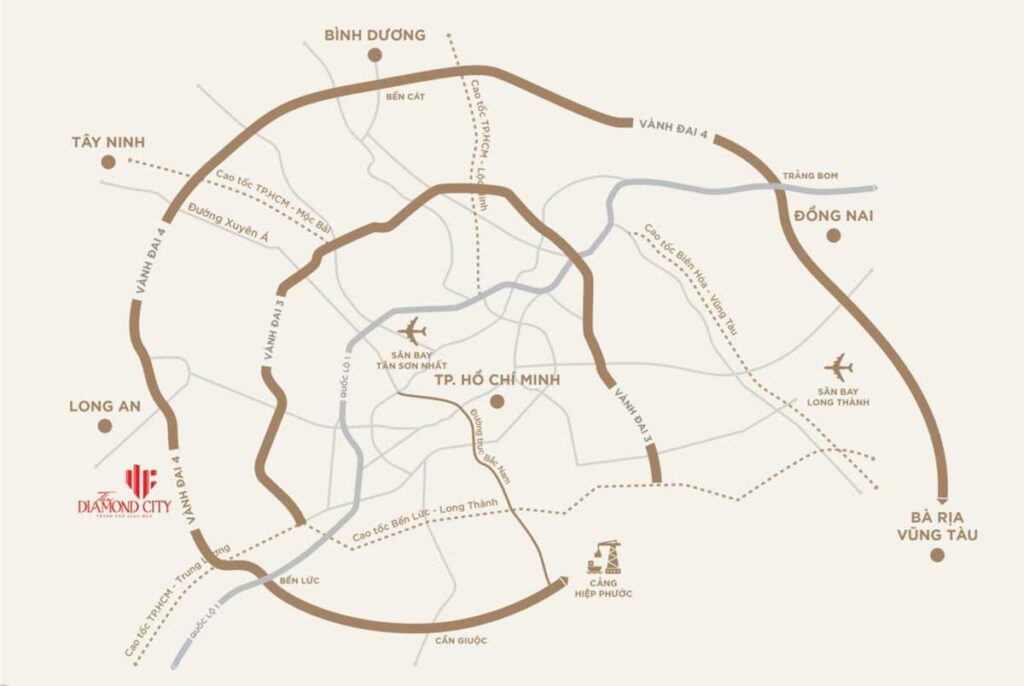 BÌNH DƯƠNG
BẾN CÁT
Cao tốc TP.HCM - Lộc Ninh
VÀNH ĐAI 4
TÂY NINH
Cao tốc TP.HCM - Mộc Bài
TRẢNG BOM
Đường Xuyên Á
ĐỒNG NAI
VÀNH ĐAI 4
Cao tốc Biên Hòa - Vũng Tàu
VÀNH ĐAI 3
QUỐC LỘ 1
SÂN BAY
TÂN SƠN NHẤT
TP. HỒ CHÍ MINH
SÂN BAY
LONG THÀNH
LONG AN
VÀNH ĐAI 3
Đường trục Bắc Nam
VÀNH ĐAI 4
The
DIAMOND CITY
Cao tốc Bến Lức - Long Thành
BÀ RỊA
VŨNG TÀU
Cao tốc TP.HCM - Trung Lương
BẾN LỨC
CẢNG
HIỆP PHƯỚC
QUỐC LỘ 1
CẦN GIUỘC